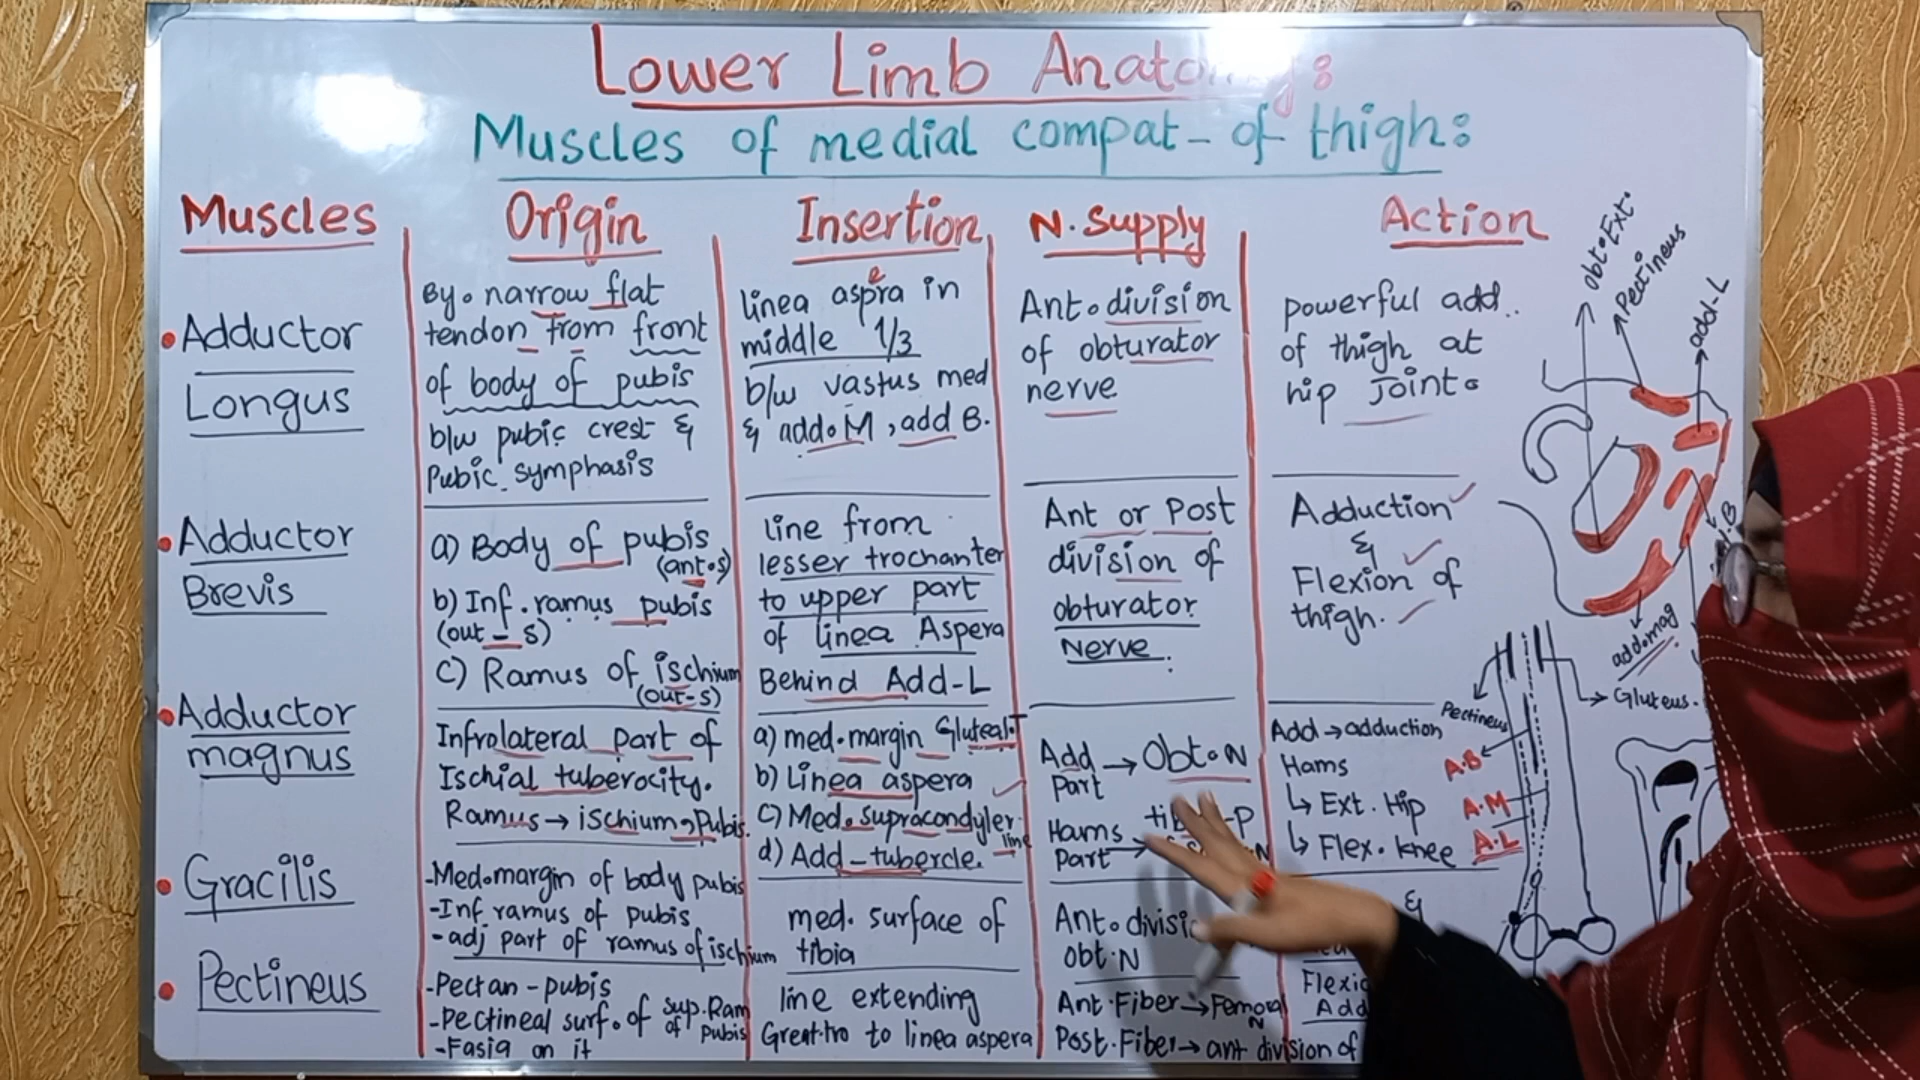 Lower Limb Anatomy:
Muscles of medial compat- of thigh:
Muscles
Origin
Insertion
N. Supply
Action
Adductor
Longus
By. narrow flat
tendon from front
of body of pubis
b/w pubic crest &
Pubic symphasis
linea aspra in
e
middle 1/3
b/w vastus med
& add.M, add B.
Ant. division
of obturator
nerve
powerful add..
of thigh at
hip Joint.
Adductor
Brevis
a) Body of pubis
(ant.s)
b) Inf. ramus pubis
(out-s)
c) Ramus of ischium
(out-s)
line from
lesser trochanter
to upper part
of linea Aspera
Behind Add-L
Ant or Post
division of
obturator
Nerve.
Adduction
&
Flexion of
thigh.
Adductor
magnus
Infrolateral part of
Ischial tuberocity.
Ramus → ischium, Pubis.
a) med. margin Gluteal.T
b) Linea aspera
c) Med. supracondyler
line
d) Add-tubercle.
Add → Obt.N
Part
Hams
Part →
Add → adduction
Hams
↳ Ext. Hip
↳ Flex. knee
Gracilis
-Med.margin of body pubis
-Inf ramus of pubis
-adj part of ramus of ischium
med. surface of
tibia
Ant. divisi
obt.N
&
Pectineus
-Pectan-pubis
-Pectineal surf. of sup. Ram
of pubis
-Fasia on it
line extending
Great-tro to linea aspera
Ant. Fiber → Femoral
N
Post. Fiber → ant division of
Flexi
Add
obt.Ext.
Pectineus
add-L
B
add.mag
Gluteus.
Pectineus
A.B
A.M
A.L